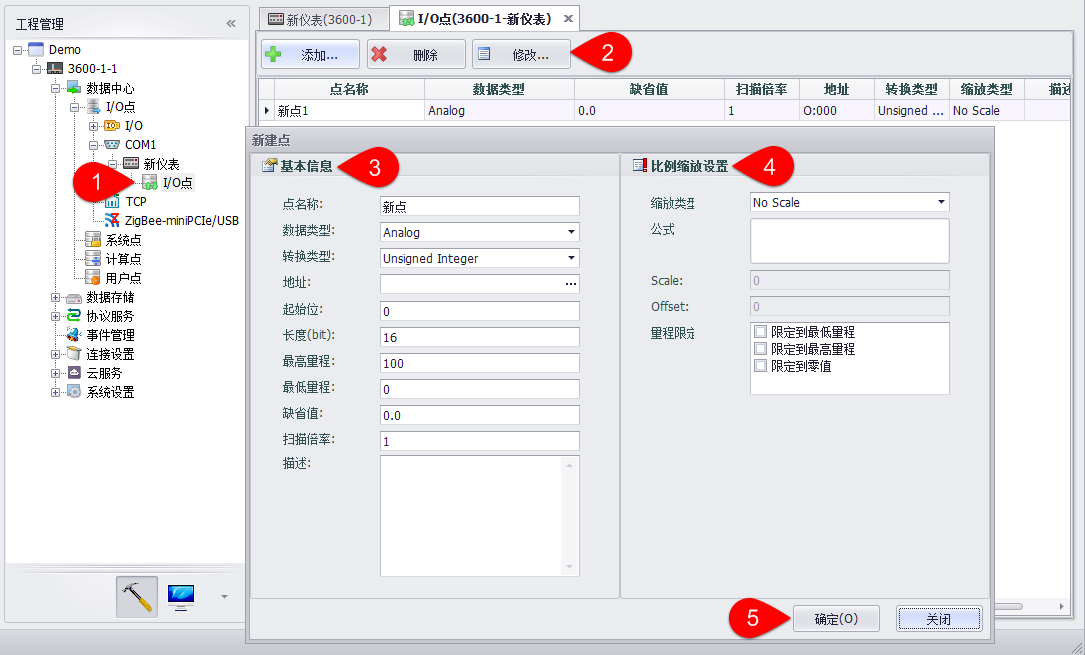 工程管理
Demo
3600-1-1
数据中心
I/O点
I/O
COM1
新仪表
1
I/O点
TCP
ZigBee-miniPCIe/USB
系统点
计算点
用户点
数据存储
协议服务
事件管理
连接设置
云服务
系统设置
新仪表(3600-1)
I/O点(3600-1-新仪表)
添加...
删除
修改...
2
点名称 数据类型 缺省值 扫描倍率 地址 转换类型 缩放类型 描述
新点1 Analog 0.0 1 O:000 Unsigned ... No Scale
新建点
基本信息
3
点名称: 新点
数据类型: Analog
转换类型: Unsigned Integer
地址: ...
起始位: 0
长度(bit): 16
最高量程: 100
最低量程: 0
缺省值: 0.0
扫描倍率: 1
描述:
比例缩放设置
4
缩放类型 No Scale
公式
Scale: 0
Offset: 0
量程限定
限定到最低量程
限定到最高量程
限定到零值
5
确定(O)
关闭